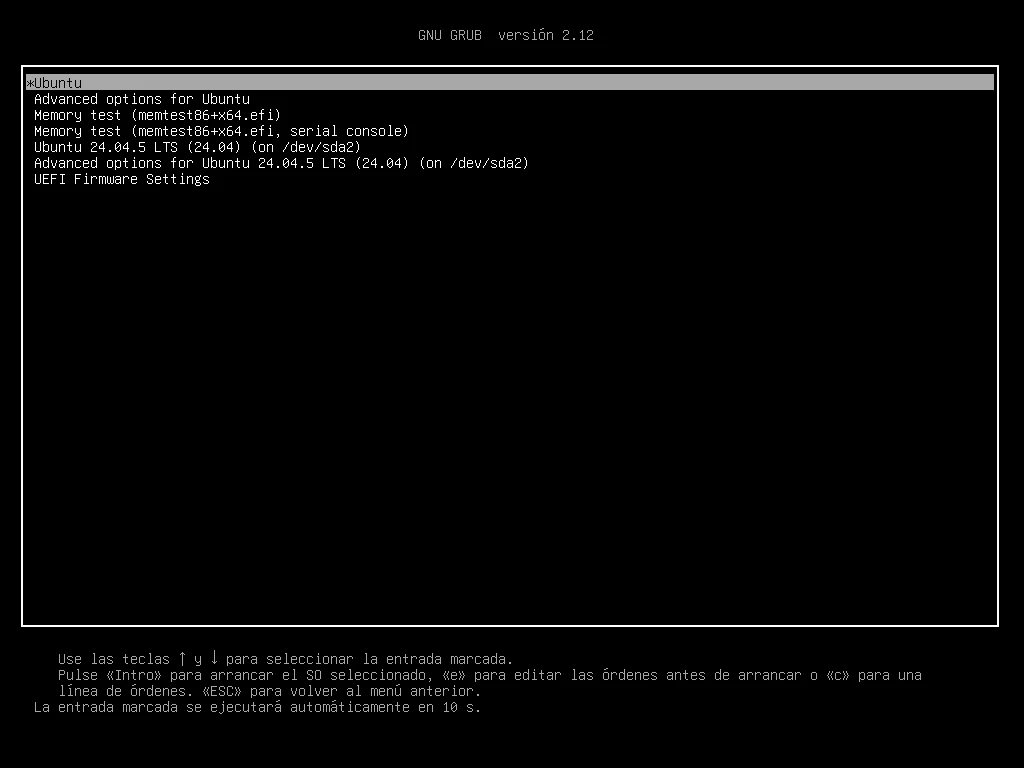 GNU GRUB  versión 2.12
*Ubuntu
Advanced options for Ubuntu
Memory test (memtest86+x64.efi)
Memory test (memtest86+x64.efi, serial console)
Ubuntu 24.04.5 LTS (24.04) (on /dev/sda2)
Advanced options for Ubuntu 24.04.5 LTS (24.04) (on /dev/sda2)
UEFI Firmware Settings
Use las teclas ↑ y ↓ para seleccionar la entrada marcada.
Pulse «Intro» para arrancar el SO seleccionado, «e» para editar las órdenes antes de arrancar o «c» para una
línea de órdenes. «ESC» para volver al menú anterior.
La entrada marcada se ejecutará automáticamente en 10 s.